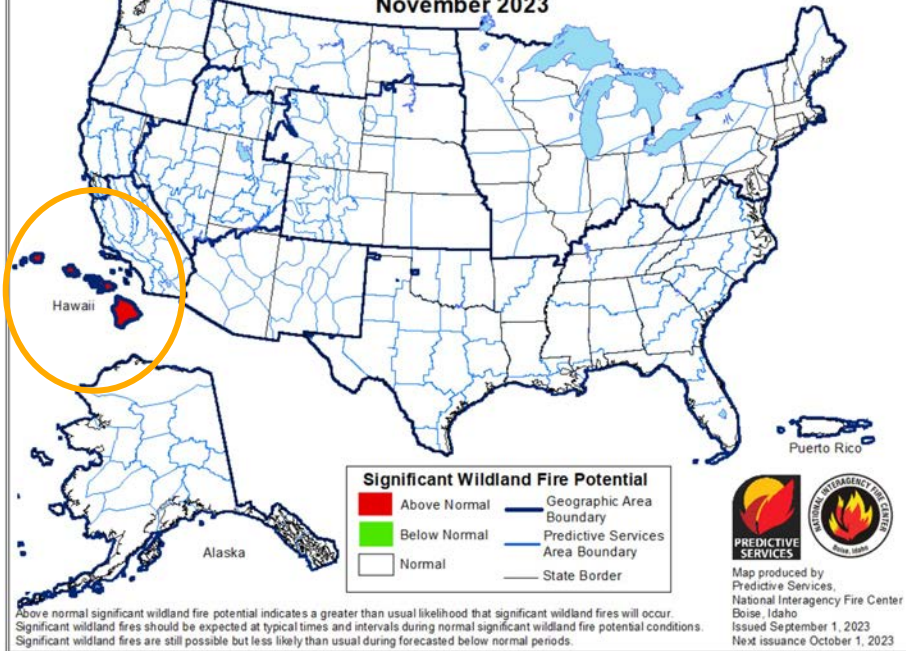 November 2023
Hawaii
Puerto Rico
Alaska
Significant Wildland Fire Potential
Above Normal
Below Normal
Normal
Geographic Area
Boundary
Predictive Services
Area Boundary
State Border
PREDICTIVE
SERVICES
NATIONAL INTERAGENCY FIRE CENTER
Boise, Idaho
Map produced by
Predictive Services,
National Interagency Fire Center
Boise, Idaho
Issued September 1, 2023
Next issuance October 1, 2023
Above normal significant wildland fire potential indicates a greater than usual likelihood that significant wildland fires will occur.
Significant wildland fires should be expected at typical times and intervals during normal significant wildland fire potential conditions.
Significant wildland fires are still possible but less likely than usual during forecasted below normal periods.